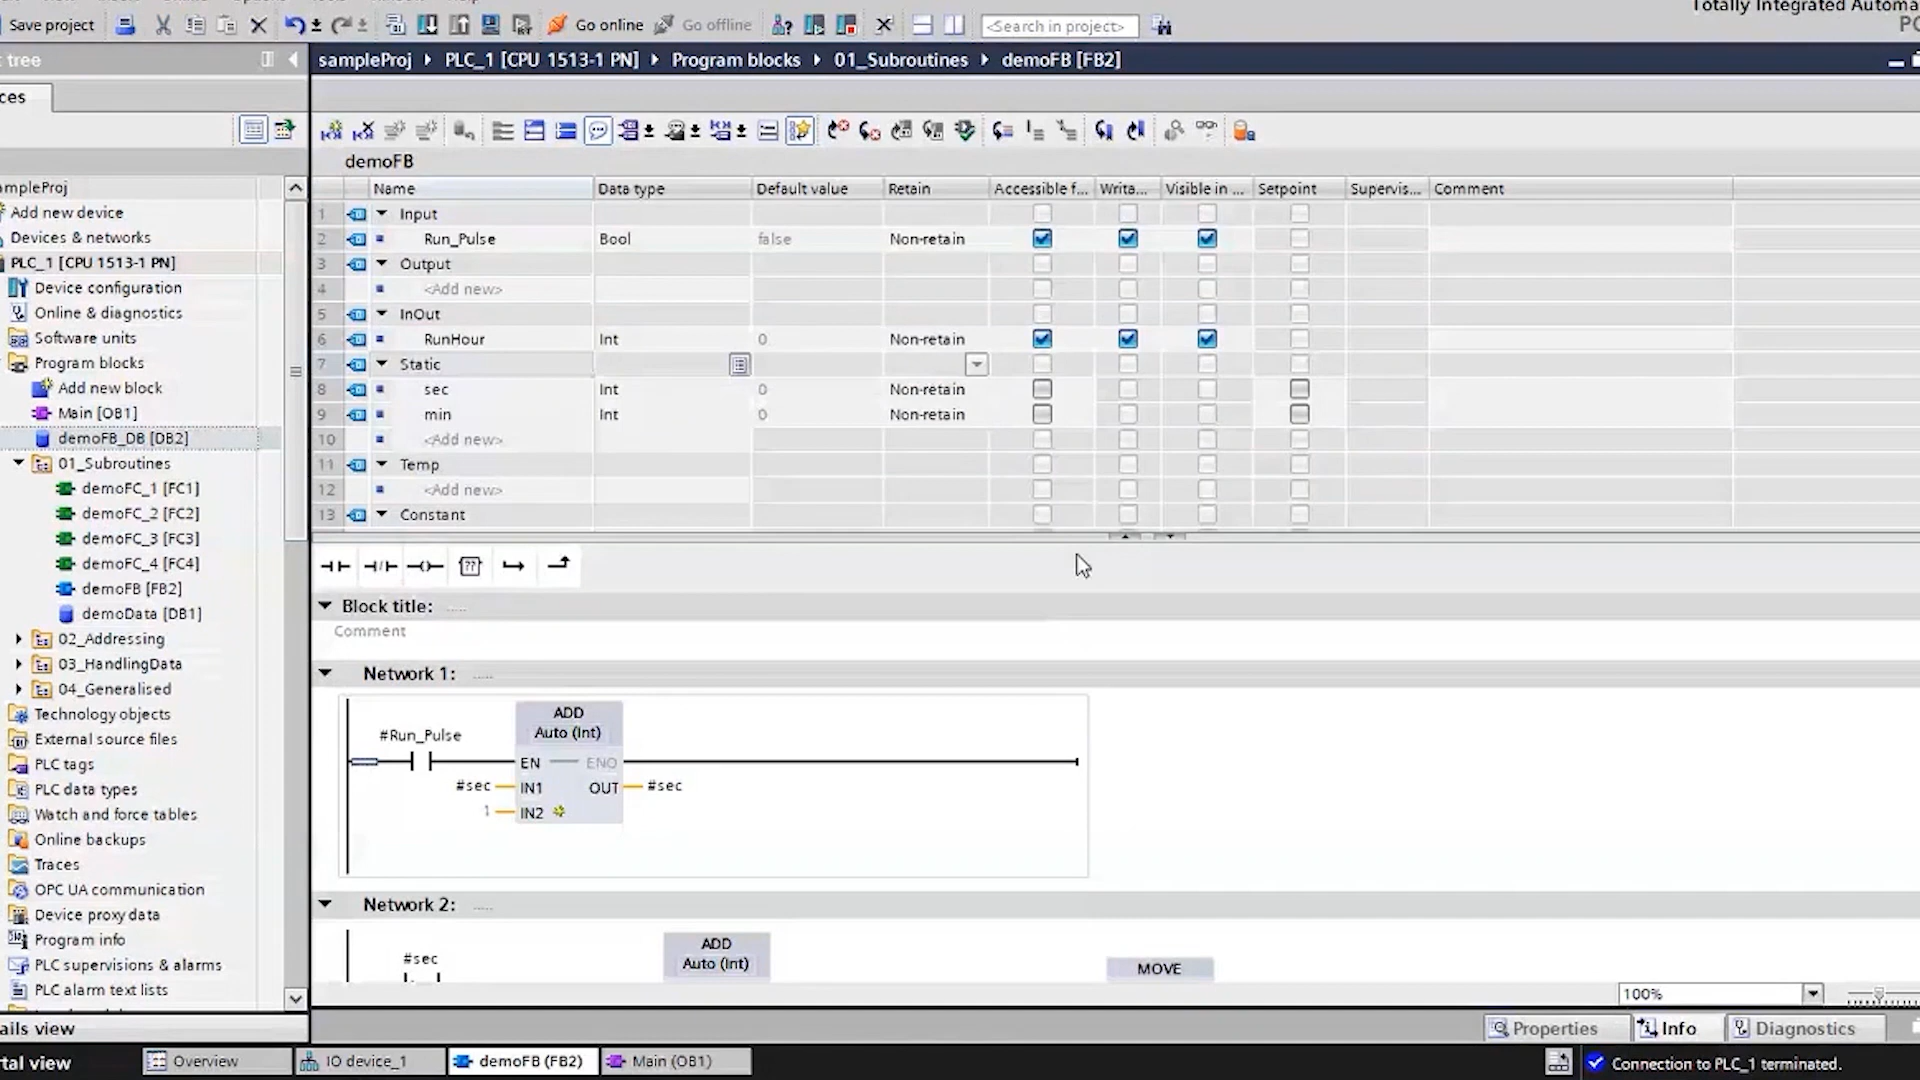 Totally Integrated Automa
Save project
Go online
Go offline
<Search in project>
PC
tree
sampleProj
PLC_1 [CPU 1513-1 PN]
Program blocks
01_Subroutines
demoFB [FB2]
ces
demoFB
Name Data type Default value Retain Accessible f... Writa... Visible in ... Setpoint Supervis... Comment
1 Input
2 Run_Pulse Bool false Non-retain
3 Output
4 <Add new>
5 InOut
6 RunHour Int 0 Non-retain
7 Static
8 sec Int 0 Non-retain
9 min Int 0 Non-retain
10 <Add new>
11 Temp
12 <Add new>
13 Constant
ampleProj
Add new device
Devices & networks
PLC_1 [CPU 1513-1 PN]
Device configuration
Online & diagnostics
Software units
Program blocks
Add new block
Main [OB1]
demoFB_DB [DB2]
01_Subroutines
demoFC_1 [FC1]
demoFC_2 [FC2]
demoFC_3 [FC3]
demoFC_4 [FC4]
demoFB [FB2]
demoData [DB1]
02_Addressing
03_HandlingData
04_Generalised
Technology objects
External source files
PLC tags
PLC data types
Watch and force tables
Online backups
Traces
OPC UA communication
Device proxy data
Program info
PLC supervisions & alarms
PLC alarm text lists
??
Block title: .....
Comment
Network 1: .....
#Run_Pulse
ADD
Auto (Int)
EN ENO
#sec IN1 OUT #sec
1 IN2
Network 2: .....
#sec
ADD
Auto (Int)
MOVE
100%
ails view
Properties
Info
Diagnostics
tal view
Overview
IO device_1
demoFB (FB2)
Main (OB1)
Connection to PLC_1 terminated.